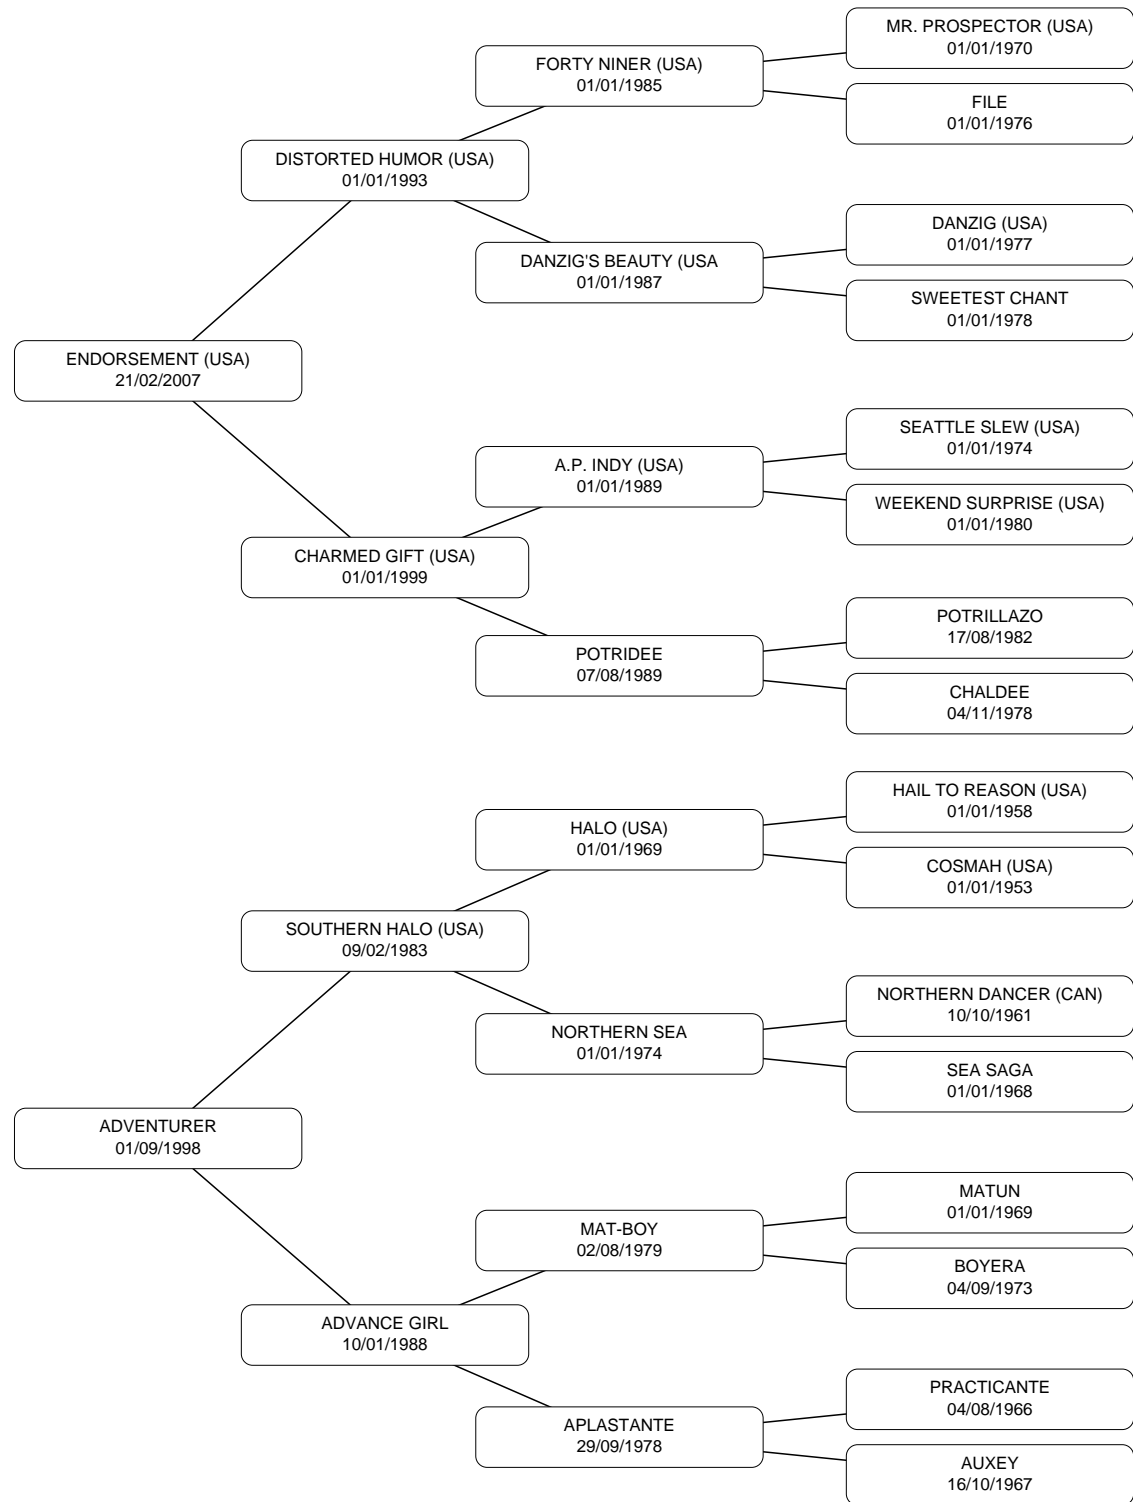 MR. PROSPECTOR (USA)
01/01/1970
FORTY NINER (USA)
01/01/1985
FILE
01/01/1976
DISTORTED HUMOR (USA)
01/01/1993
DANZIG (USA)
01/01/1977
DANZIG'S BEAUTY (USA
01/01/1987
SWEETEST CHANT
01/01/1978
ENDORSEMENT (USA)
21/02/2007
SEATTLE SLEW (USA)
01/01/1974
A.P. INDY (USA)
01/01/1989
WEEKEND SURPRISE (USA)
01/01/1980
CHARMED GIFT (USA)
01/01/1999
POTRILLAZO
17/08/1982
POTRIDEE
07/08/1989
CHALDEE
04/11/1978
HAIL TO REASON (USA)
01/01/1958
HALO (USA)
01/01/1969
COSMAH (USA)
01/01/1953
SOUTHERN HALO (USA)
09/02/1983
NORTHERN DANCER (CAN)
10/10/1961
NORTHERN SEA
01/01/1974
SEA SAGA
01/01/1968
ADVENTURER
01/09/1998
MATUN
01/01/1969
MAT-BOY
02/08/1979
BOYERA
04/09/1973
ADVANCE GIRL
10/01/1988
PRACTICANTE
04/08/1966
APLASTANTE
29/09/1978
AUXEY
16/10/1967